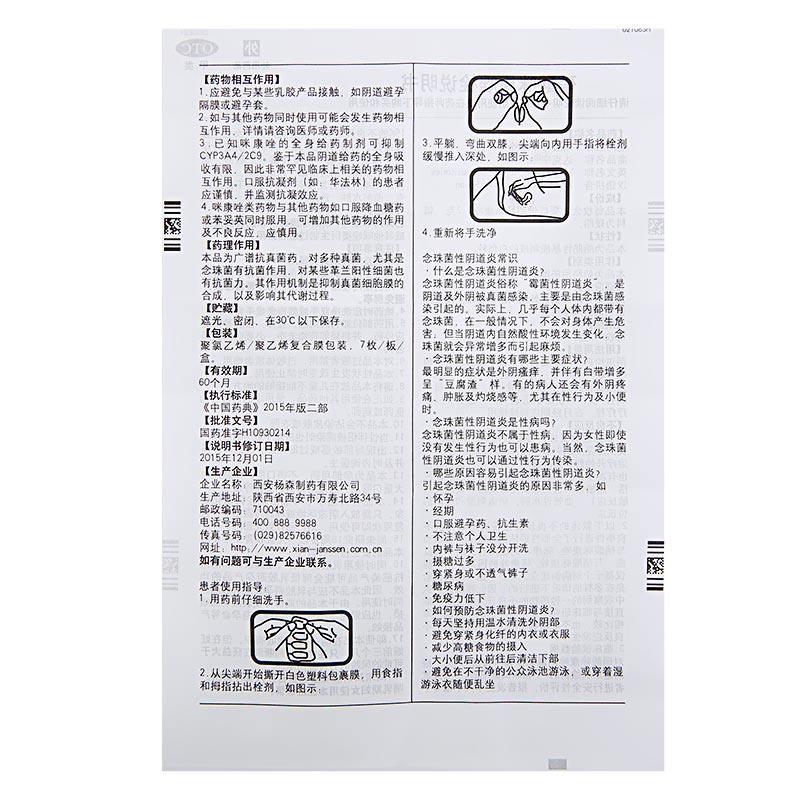 021083H
OTC
外
【药物相互作用】
1.应避免与某些乳胶产品接触，如阴道避孕
隔膜或避孕套。
2.如与其他药物同时使用可能会发生药物相
互作用，详情请咨询医师或药师。
3.已知咪康唑的全身给药制剂可抑制
CYP3A4/2C9。鉴于本品阴道给药的全身吸
收有限，因此非常罕见临床上相关的药物相
互作用。口服抗凝剂（如：华法林）的患者
应谨慎，并监测抗凝效应。
4.咪康唑类药物与其他药物如口服降血糖药
或苯妥英同时服用，可增加其他药物的作用
及不良反应，应慎用。
【药理作用】
本品为广谱抗真菌药，对多种真菌，尤其是
念珠菌有抗菌作用，对某些革兰阳性细菌也
有抗菌力。其作用机制是抑制真菌细胞膜的
合成，以及影响其代谢过程。
【贮藏】
遮光、密闭、在30℃以下保存。
【包装】
聚氯乙烯/聚乙烯复合膜包装，7枚/板/
盒。
【有效期】
60个月
【执行标准】
《中国药典》2015年版二部
【批准文号】
国药准字H10930214
【说明书修订日期】
2015年12月01日
【生产企业】
企业名称：西安杨森制药有限公司
生产地址：陕西省西安市万寿北路34号
邮政编码：710043
电话号码：400 888 9988
传真号码：(029)82576616
网址：http://www.xian-janssen.com.cn
如有问题可与生产企业联系。
患者使用指导：
1.用药前仔细洗手。
2.从尖端开始撕开白色塑料包裹膜，用食指
和拇指拈出栓剂，如图示：
3.平躺，弯曲双膝，尖端向内用手指将栓剂
缓慢推入深处，如图示：
4.重新将手洗净
念珠菌性阴道炎常识
·什么是念珠菌性阴道炎？
念珠菌性阴道炎俗称“霉菌性阴道炎”，是
阴道及外阴被真菌感染，主要是由念珠菌感
染引起的。实际上，几乎每个人体内都带有
念珠菌，在一般情况下，不会对身体产生危
害，但当阴道内自然酸性环境发生变化，念珠
菌就会异常增多而引起麻烦。
·念珠菌性阴道炎有哪些主要症状？
最明显的症状是外阴瘙痒，并伴有白带增多
呈“豆腐渣”样。有的病人还会有外阴疼
痛、肿胀及灼烧感等，尤其在性行为及小便
时。
·念珠菌性阴道炎是性病吗？
念珠菌性阴道炎不属于性病，因为女性即使
没有发生性行为也可以患病。当然，念珠菌
性阴道炎也可以通过性行为传染。
·哪些原因容易引起念珠菌性阴道炎？
引起念珠菌性阴道炎的原因非常多，如
·怀孕
·经期
·口服避孕药、抗生素
·不注意个人卫生
·内裤与袜子没分开洗
·摄糖过多
·穿紧身或不透气裤子
·糖尿病
·免疫力低下
·如何预防念珠菌性阴道炎？
·每天坚持用温水清洗外阴部
·避免穿紧身化纤的内衣或衣服
·减少高糖食物的摄入
·大小便后从前往后清洁下部
·避免在不干净的公众泳池游泳，或穿着湿
游泳衣随便乱坐